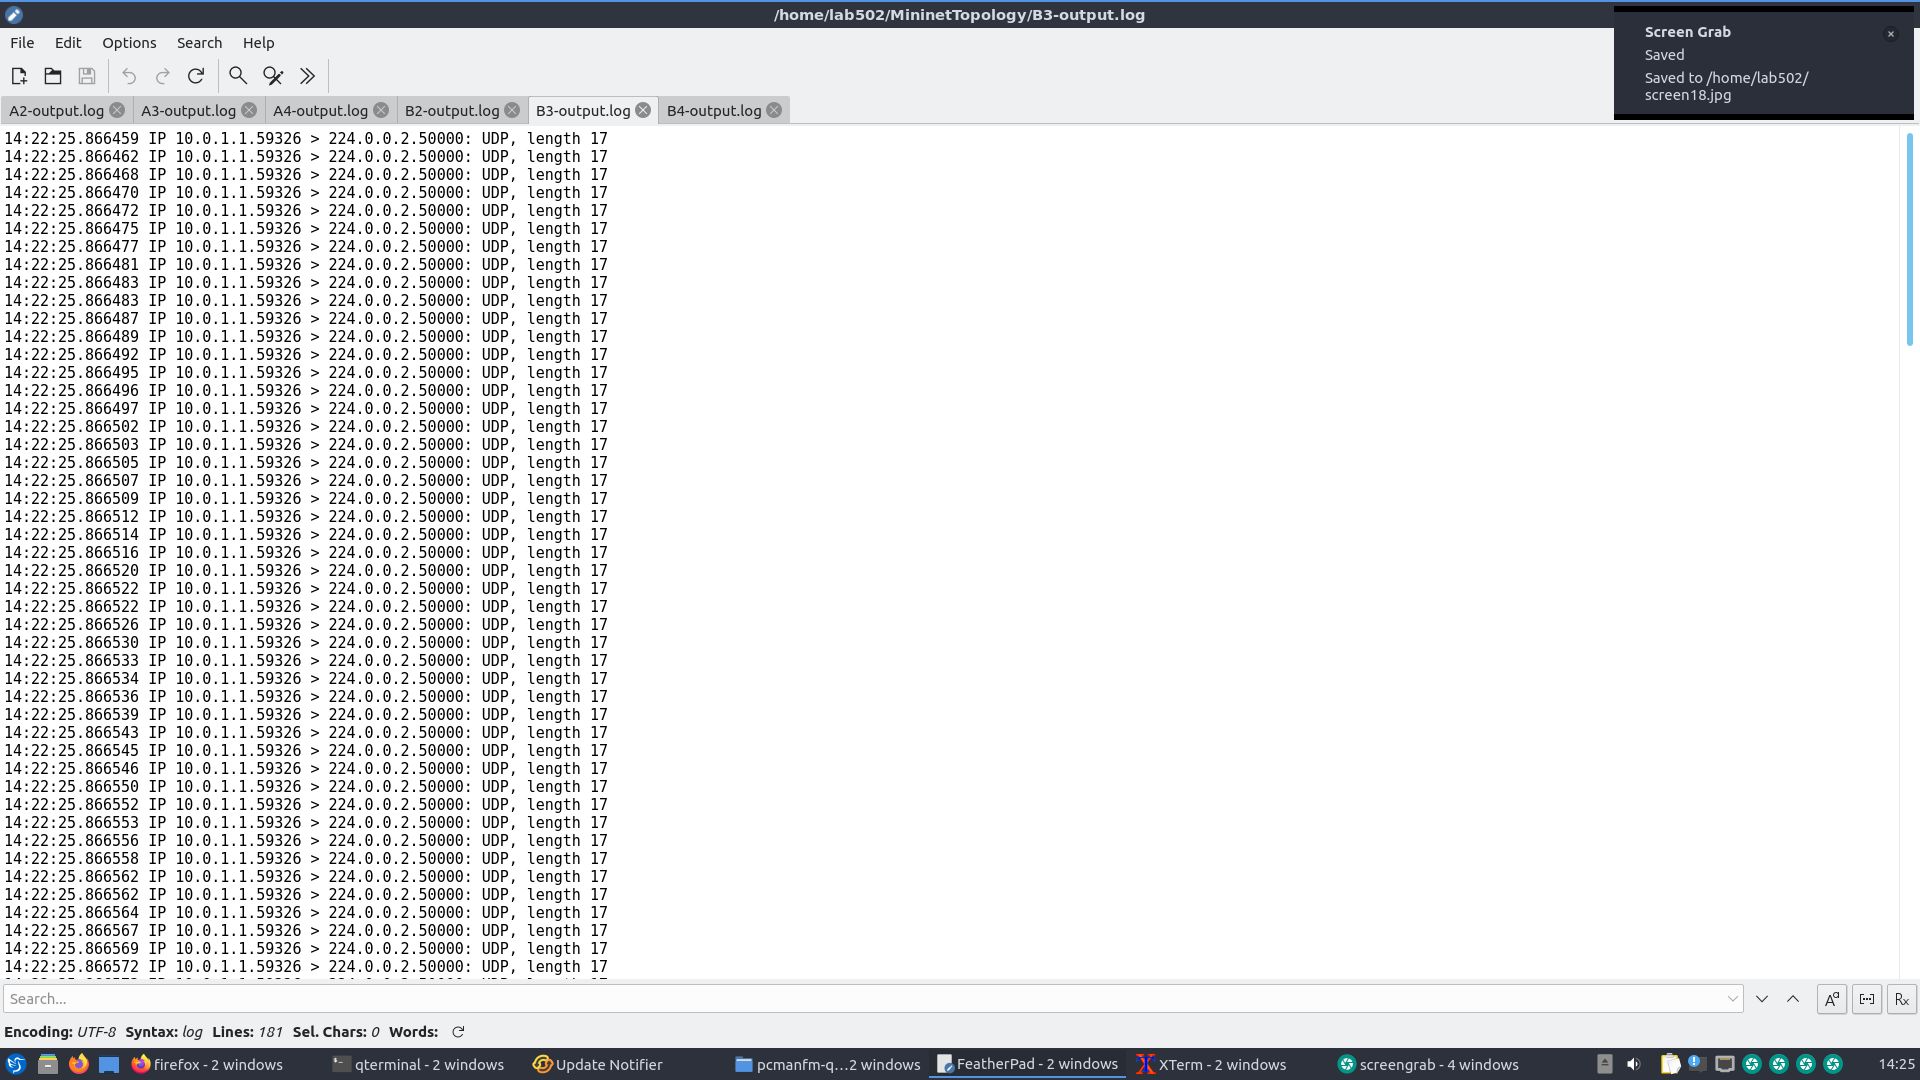 /home/lab502/MininetTopology/B3-output.log
File Edit Options Search Help
Screen Grab
Saved
Saved to /home/lab502/
screen18.jpg
A2-output.log A3-output.log A4-output.log B2-output.log B3-output.log B4-output.log
14:22:25.866459 IP 10.0.1.1.59326 > 224.0.0.2.50000: UDP, length 17
14:22:25.866462 IP 10.0.1.1.59326 > 224.0.0.2.50000: UDP, length 17
14:22:25.866468 IP 10.0.1.1.59326 > 224.0.0.2.50000: UDP, length 17
14:22:25.866470 IP 10.0.1.1.59326 > 224.0.0.2.50000: UDP, length 17
14:22:25.866472 IP 10.0.1.1.59326 > 224.0.0.2.50000: UDP, length 17
14:22:25.866475 IP 10.0.1.1.59326 > 224.0.0.2.50000: UDP, length 17
14:22:25.866477 IP 10.0.1.1.59326 > 224.0.0.2.50000: UDP, length 17
14:22:25.866481 IP 10.0.1.1.59326 > 224.0.0.2.50000: UDP, length 17
14:22:25.866483 IP 10.0.1.1.59326 > 224.0.0.2.50000: UDP, length 17
14:22:25.866483 IP 10.0.1.1.59326 > 224.0.0.2.50000: UDP, length 17
14:22:25.866487 IP 10.0.1.1.59326 > 224.0.0.2.50000: UDP, length 17
14:22:25.866489 IP 10.0.1.1.59326 > 224.0.0.2.50000: UDP, length 17
14:22:25.866492 IP 10.0.1.1.59326 > 224.0.0.2.50000: UDP, length 17
14:22:25.866495 IP 10.0.1.1.59326 > 224.0.0.2.50000: UDP, length 17
14:22:25.866496 IP 10.0.1.1.59326 > 224.0.0.2.50000: UDP, length 17
14:22:25.866497 IP 10.0.1.1.59326 > 224.0.0.2.50000: UDP, length 17
14:22:25.866502 IP 10.0.1.1.59326 > 224.0.0.2.50000: UDP, length 17
14:22:25.866503 IP 10.0.1.1.59326 > 224.0.0.2.50000: UDP, length 17
14:22:25.866505 IP 10.0.1.1.59326 > 224.0.0.2.50000: UDP, length 17
14:22:25.866507 IP 10.0.1.1.59326 > 224.0.0.2.50000: UDP, length 17
14:22:25.866509 IP 10.0.1.1.59326 > 224.0.0.2.50000: UDP, length 17
14:22:25.866512 IP 10.0.1.1.59326 > 224.0.0.2.50000: UDP, length 17
14:22:25.866514 IP 10.0.1.1.59326 > 224.0.0.2.50000: UDP, length 17
14:22:25.866516 IP 10.0.1.1.59326 > 224.0.0.2.50000: UDP, length 17
14:22:25.866520 IP 10.0.1.1.59326 > 224.0.0.2.50000: UDP, length 17
14:22:25.866522 IP 10.0.1.1.59326 > 224.0.0.2.50000: UDP, length 17
14:22:25.866522 IP 10.0.1.1.59326 > 224.0.0.2.50000: UDP, length 17
14:22:25.866526 IP 10.0.1.1.59326 > 224.0.0.2.50000: UDP, length 17
14:22:25.866530 IP 10.0.1.1.59326 > 224.0.0.2.50000: UDP, length 17
14:22:25.866533 IP 10.0.1.1.59326 > 224.0.0.2.50000: UDP, length 17
14:22:25.866534 IP 10.0.1.1.59326 > 224.0.0.2.50000: UDP, length 17
14:22:25.866536 IP 10.0.1.1.59326 > 224.0.0.2.50000: UDP, length 17
14:22:25.866539 IP 10.0.1.1.59326 > 224.0.0.2.50000: UDP, length 17
14:22:25.866543 IP 10.0.1.1.59326 > 224.0.0.2.50000: UDP, length 17
14:22:25.866545 IP 10.0.1.1.59326 > 224.0.0.2.50000: UDP, length 17
14:22:25.866546 IP 10.0.1.1.59326 > 224.0.0.2.50000: UDP, length 17
14:22:25.866550 IP 10.0.1.1.59326 > 224.0.0.2.50000: UDP, length 17
14:22:25.866552 IP 10.0.1.1.59326 > 224.0.0.2.50000: UDP, length 17
14:22:25.866553 IP 10.0.1.1.59326 > 224.0.0.2.50000: UDP, length 17
14:22:25.866556 IP 10.0.1.1.59326 > 224.0.0.2.50000: UDP, length 17
14:22:25.866558 IP 10.0.1.1.59326 > 224.0.0.2.50000: UDP, length 17
14:22:25.866562 IP 10.0.1.1.59326 > 224.0.0.2.50000: UDP, length 17
14:22:25.866562 IP 10.0.1.1.59326 > 224.0.0.2.50000: UDP, length 17
14:22:25.866564 IP 10.0.1.1.59326 > 224.0.0.2.50000: UDP, length 17
14:22:25.866567 IP 10.0.1.1.59326 > 224.0.0.2.50000: UDP, length 17
14:22:25.866569 IP 10.0.1.1.59326 > 224.0.0.2.50000: UDP, length 17
14:22:25.866572 IP 10.0.1.1.59326 > 224.0.0.2.50000: UDP, length 17
Search... Rx
Encoding: UTF-8 Syntax: log Lines: 181 Sel. Chars: 0 Words:
firefox - 2 windows qterminal - 2 windows Update Notifier pcmanfm-q...2 windows FeatherPad - 2 windows XTerm - 2 windows screengrab - 4 windows 14:25